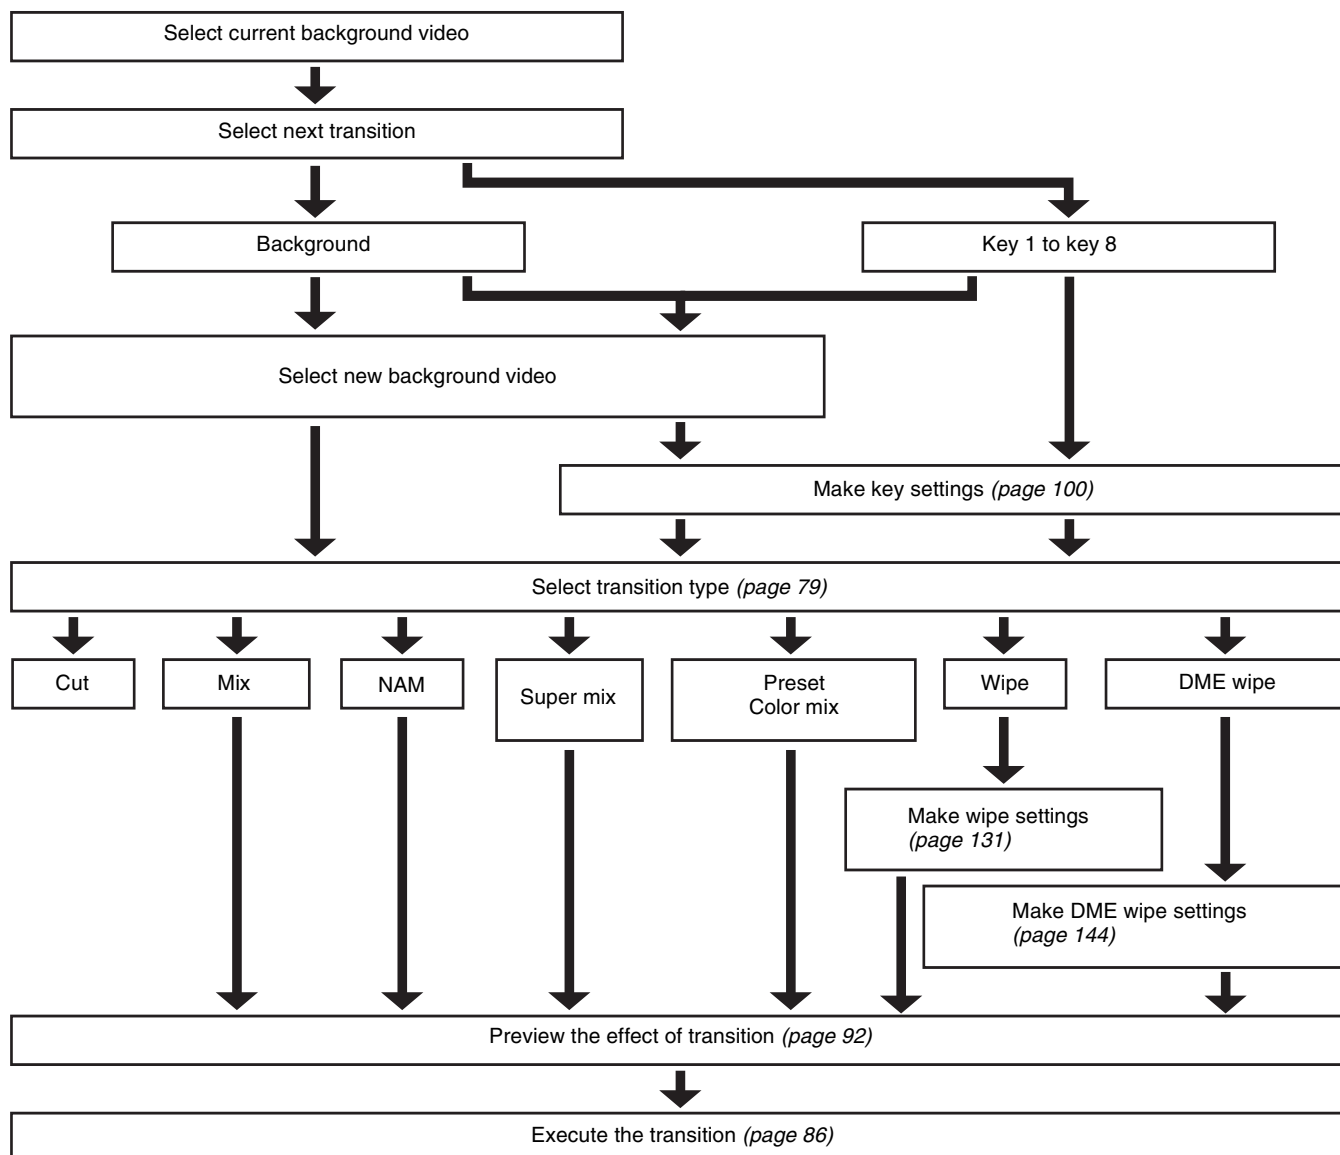 Select current background video
Select next transition
Background
Key 1 to key 8
Select new background video
Make key settings (page 100)
Select transition type (page 79)
Cut
Mix
NAM
Super mix
Preset
Color mix
Wipe
DME wipe
Make wipe settings
(page 131)
Make DME wipe settings
(page 144)
Preview the effect of transition (page 92)
Execute the transition (page 86)